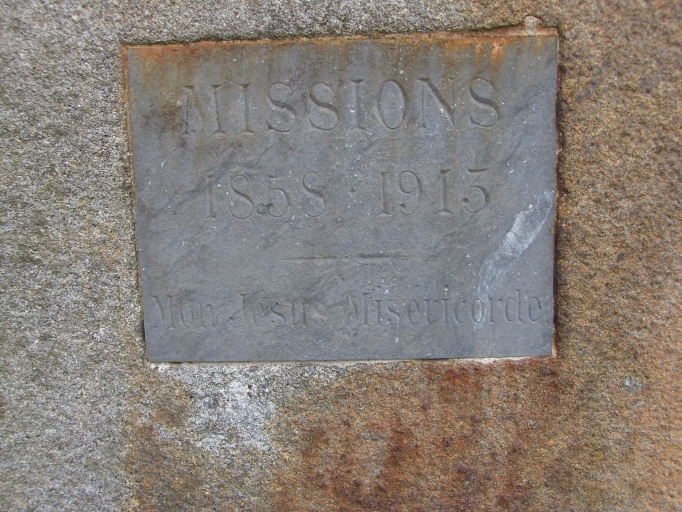 MISSIONS
1858 · 1913
Mon Jésus Miséricorde